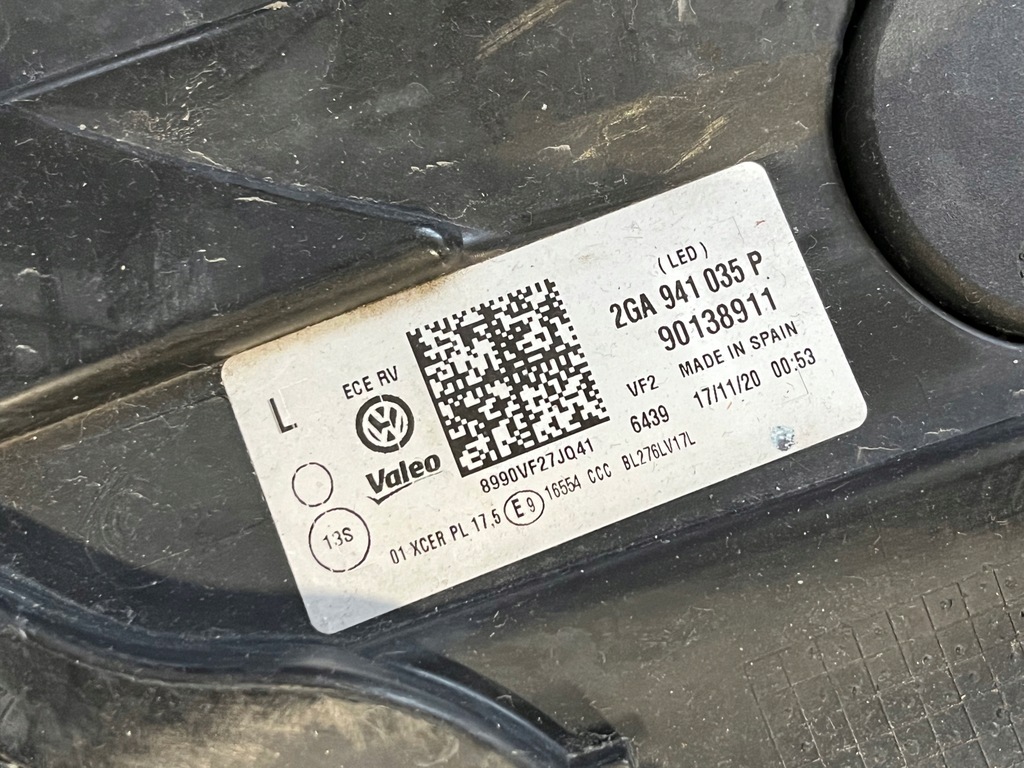 (LED)
2GA 941 035 P
90138911
MADE IN SPAIN
VF2
17/11/20 00:53
6439
L
ECE RV
Valeo
8990VF27JQ41
13S
01 XCER PL 17.5 E9 16554 CCC BL276LV17L